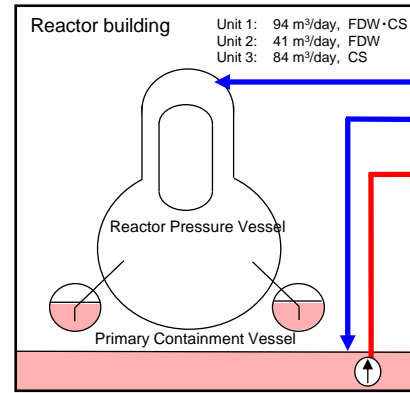 Reactor building
Unit 1: 94 m³/day, FDW・CS
Unit 2: 41 m³/day, FDW
Unit 3: 84 m³/day, CS
Reactor Pressure Vessel
Primary Containment Vessel